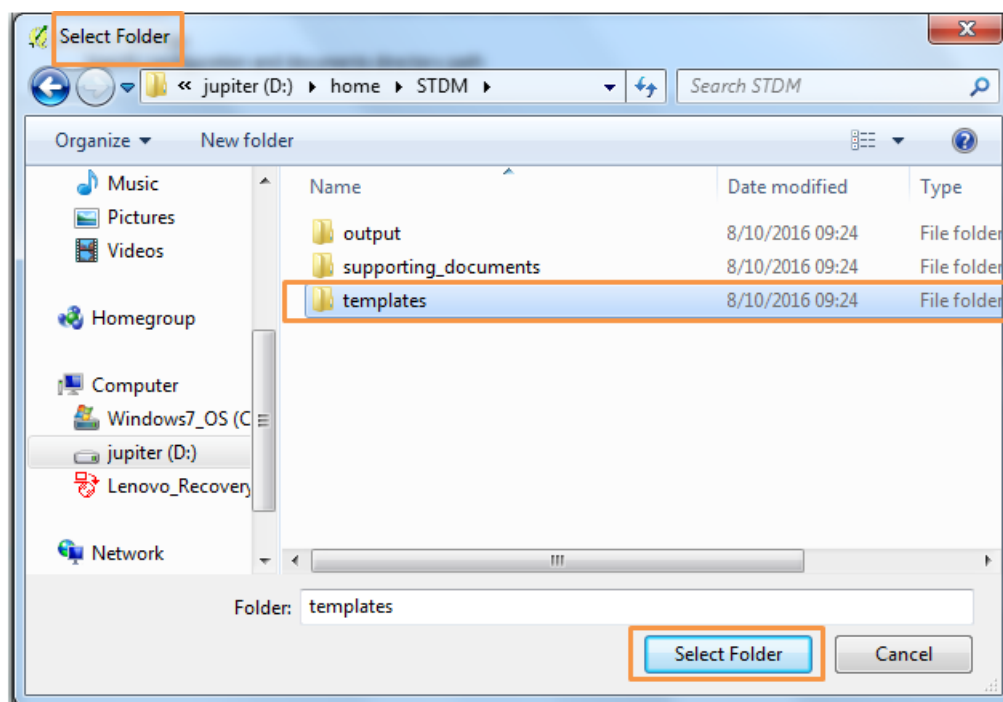 Select Folder
« jupiter (D:) home STDM
Search STDM
Organize
New folder
Music
Pictures
Videos
Homegroup
Computer
Windows7_OS (C
jupiter (D:)
Lenovo_Recovery
Network
Name Date modified Type
output 8/10/2016 09:24 File folder
supporting_documents 8/10/2016 09:24 File folder
templates 8/10/2016 09:24 File folder
Folder: templates
Select Folder
Cancel